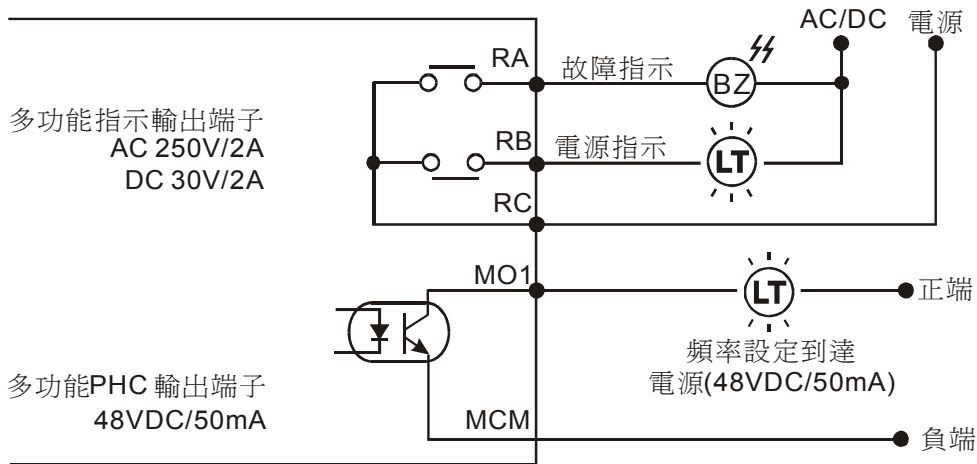 AC/DC 電源
RA 故障指示 BZ
多功能指示輸出端子
AC 250V/2A
DC 30V/2A
RB 電源指示 LT
RC
MO1 LT 正端
頻率設定到達
電源(48VDC/50mA)
多功能PHC 輸出端子
48VDC/50mA
MCM 負端